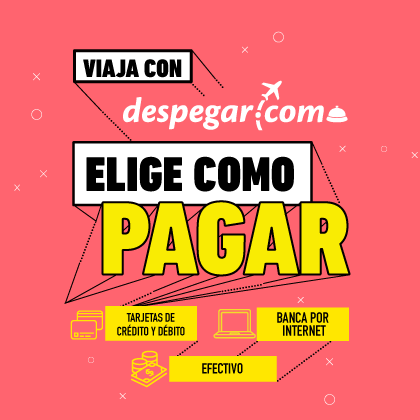 VIAJA CON
despegar.com
ELIGE COMO
PAGAR
TARJETAS DE
CRÉDITO Y DÉBITO
BANCA POR
INTERNET
EFECTIVO